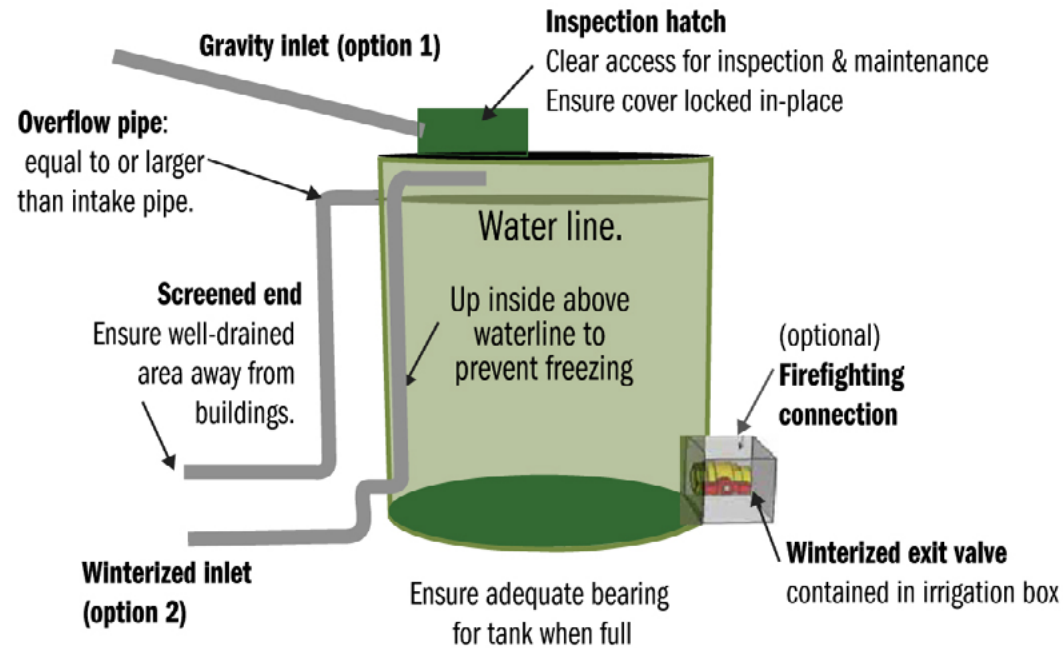 Gravity inlet (option 1)
Inspection hatch
Clear access for inspection & maintenance
Ensure cover locked in-place
Overflow pipe:
equal to or larger
than intake pipe.
Water line.
Screened end
Ensure well-drained
area away from
buildings.
Up inside above
waterline to
prevent freezing
(optional)
Firefighting
connection
Winterized inlet
(option 2)
Ensure adequate bearing
for tank when full
Winterized exit valve
contained in irrigation box